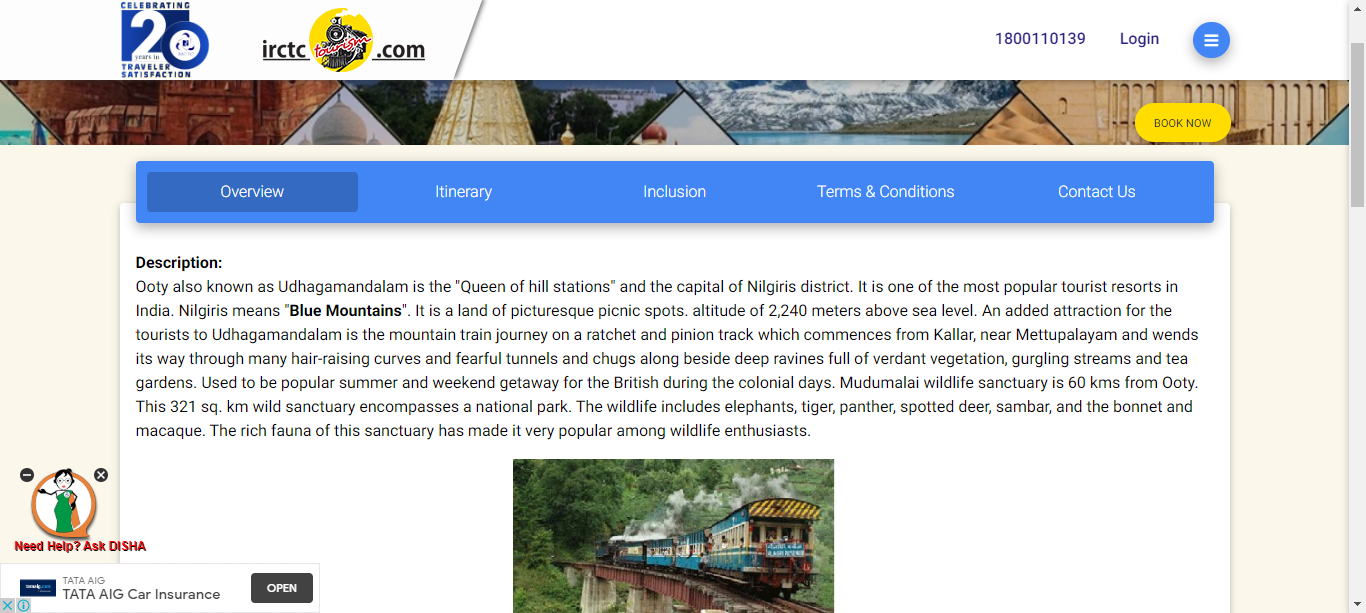 CELEBRATING
20
years in
TRAVELER
SATISFACTION
irctc tourism .com
1800110139
Login
BOOK NOW
Overview
Itinerary
Inclusion
Terms & Conditions
Contact Us
Description:
Ooty also known as Udhagamandalam is the "Queen of hill stations" and the capital of Nilgiris district. It is one of the most popular tourist resorts in
India. Nilgiris means "Blue Mountains". It is a land of picturesque picnic spots. altitude of 2,240 meters above sea level. An added attraction for the
tourists to Udhagamandalam is the mountain train journey on a ratchet and pinion track which commences from Kallar, near Mettupalayam and wends
its way through many hair-raising curves and fearful tunnels and chugs along beside deep ravines full of verdant vegetation, gurgling streams and tea
gardens. Used to be popular summer and weekend getaway for the British during the colonial days. Mudumalai wildlife sanctuary is 60 kms from Ooty.
This 321 sq. km wild sanctuary encompasses a national park. The wildlife includes elephants, tiger, panther, spotted deer, sambar, and the bonnet and
macaque. The rich fauna of this sanctuary has made it very popular among wildlife enthusiasts.
Need Help? Ask DISHA
TATA AIG
TATA AIG Car Insurance
OPEN